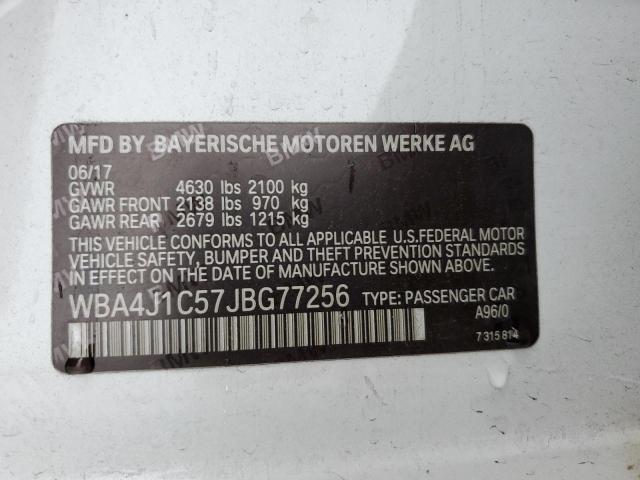 MFD BY BAYERISCHE MOTOREN WERKE AG
06/17
GVWR 4630 lbs 2100 kg
GAWR FRONT 2138 lbs 970 kg
GAWR REAR 2679 lbs 1215 kg
THIS VEHICLE CONFORMS TO ALL APPLICABLE U.S.FEDERAL MOTOR
VEHICLE SAFETY, BUMPER AND THEFT PREVENTION STANDARDS
IN EFFECT ON THE DATE OF MANUFACTURE SHOWN ABOVE.
WBA4J1C57JBG77256 TYPE: PASSENGER CAR
A96/0
7 315 814